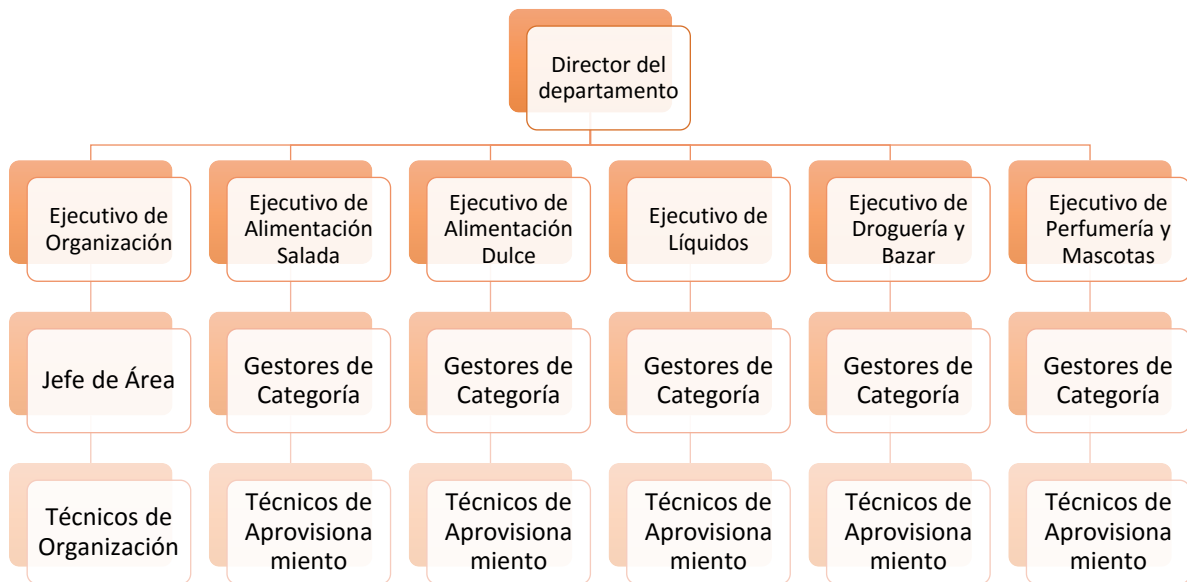 Director del
departamento
Ejecutivo de
Organización
Ejecutivo de
Alimentación
Salada
Ejecutivo de
Alimentación
Dulce
Ejecutivo de
Líquidos
Ejecutivo de
Droguería y
Bazar
Ejecutivo de
Perfumería y
Mascotas
Jefe de Área
Gestores de
Categoría
Gestores de
Categoría
Gestores de
Categoría
Gestores de
Categoría
Gestores de
Categoría
Técnicos de
Organización
Técnicos de
Aprovisiona
miento
Técnicos de
Aprovisiona
miento
Técnicos de
Aprovisiona
miento
Técnicos de
Aprovisiona
miento
Técnicos de
Aprovisiona
miento